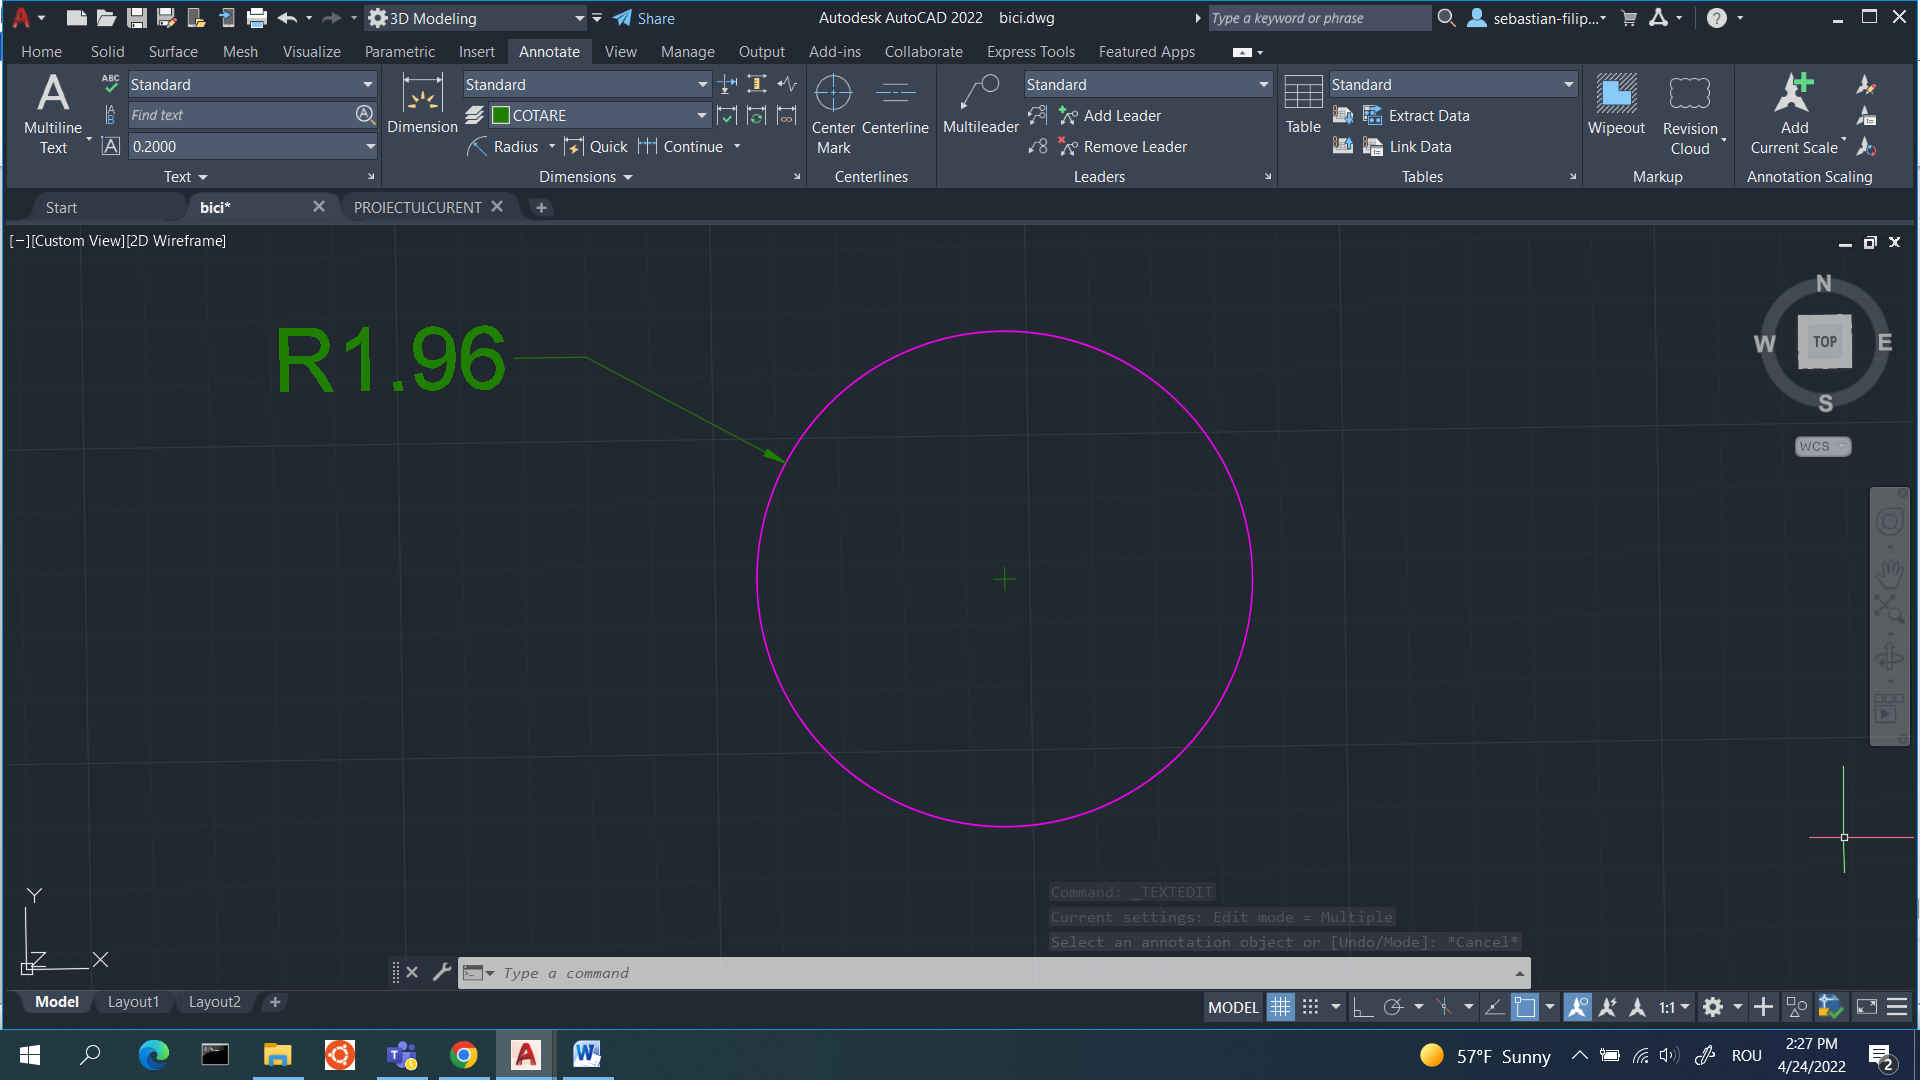 3D Modeling Share Autodesk AutoCAD 2022 bici.dwg Type a keyword or phrase sebastian-filip...
Home Solid Surface Mesh Visualize Parametric Insert Annotate View Manage Output Add-ins Collaborate Express Tools Featured Apps
A Multiline Text
ABC Standard
Find text
0.2000
Text
Dimension
Standard
COTARE
Radius Quick Continue
Dimensions
Center Mark
Centerline
Centerlines
Multileader
Standard
Add Leader
Remove Leader
Leaders
Table
Standard
Extract Data
Link Data
Tables
Wipeout
Revision Cloud
Markup
Add Current Scale
Annotation Scaling
Start bici* PROIECTULCURENT
[−][Custom View][2D Wireframe]
R1.96
N
W TOP E
S
WCS
Command: _TEXTEDIT
Current settings: Edit mode = Multiple
Select an annotation object or [Undo/Mode]: *Cancel*
Y
Z X
Type a command
Model Layout1 Layout2 MODEL 1:1
57°F Sunny ROU 2:27 PM
4/24/2022
2